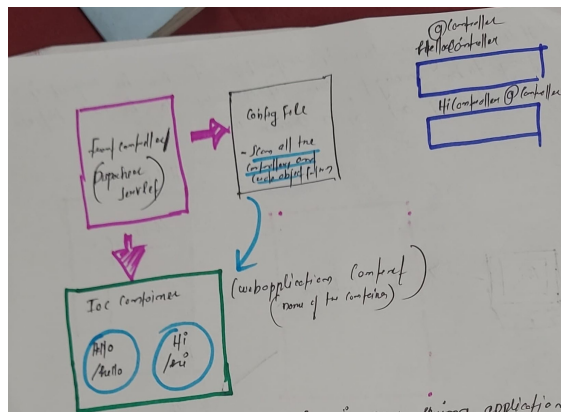 @Controller
HelloController
HiController @Controller
Config File
- Scan all the
controllers and
create object for them
Front Controller/
(Dispatcher
Servlet)
(webapplication Context)
(name of the container)
IOC Container
Hello
/hello
Hi
/hi
application